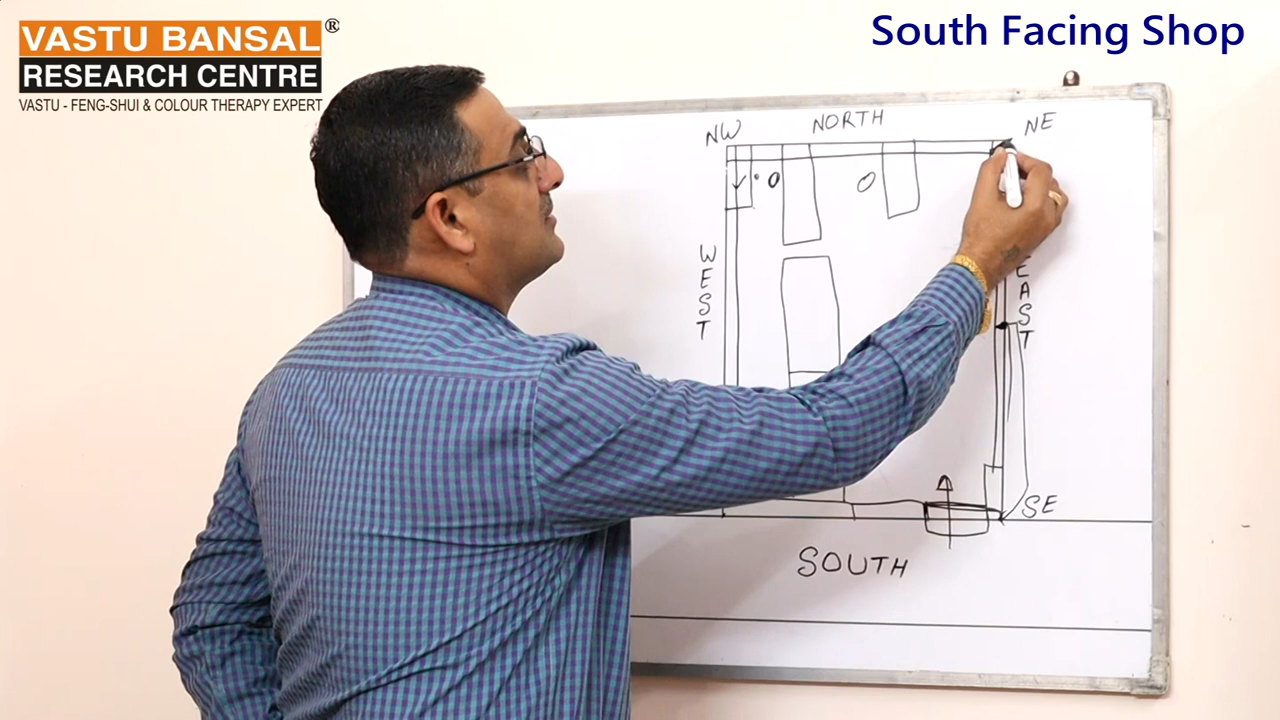 VASTU BANSAL®
RESEARCH CENTRE
VASTU - FENG-SHUI & COLOUR THERAPY EXPERT
South Facing Shop
NW
NORTH
NE
WEST
EAST
SE
SOUTH